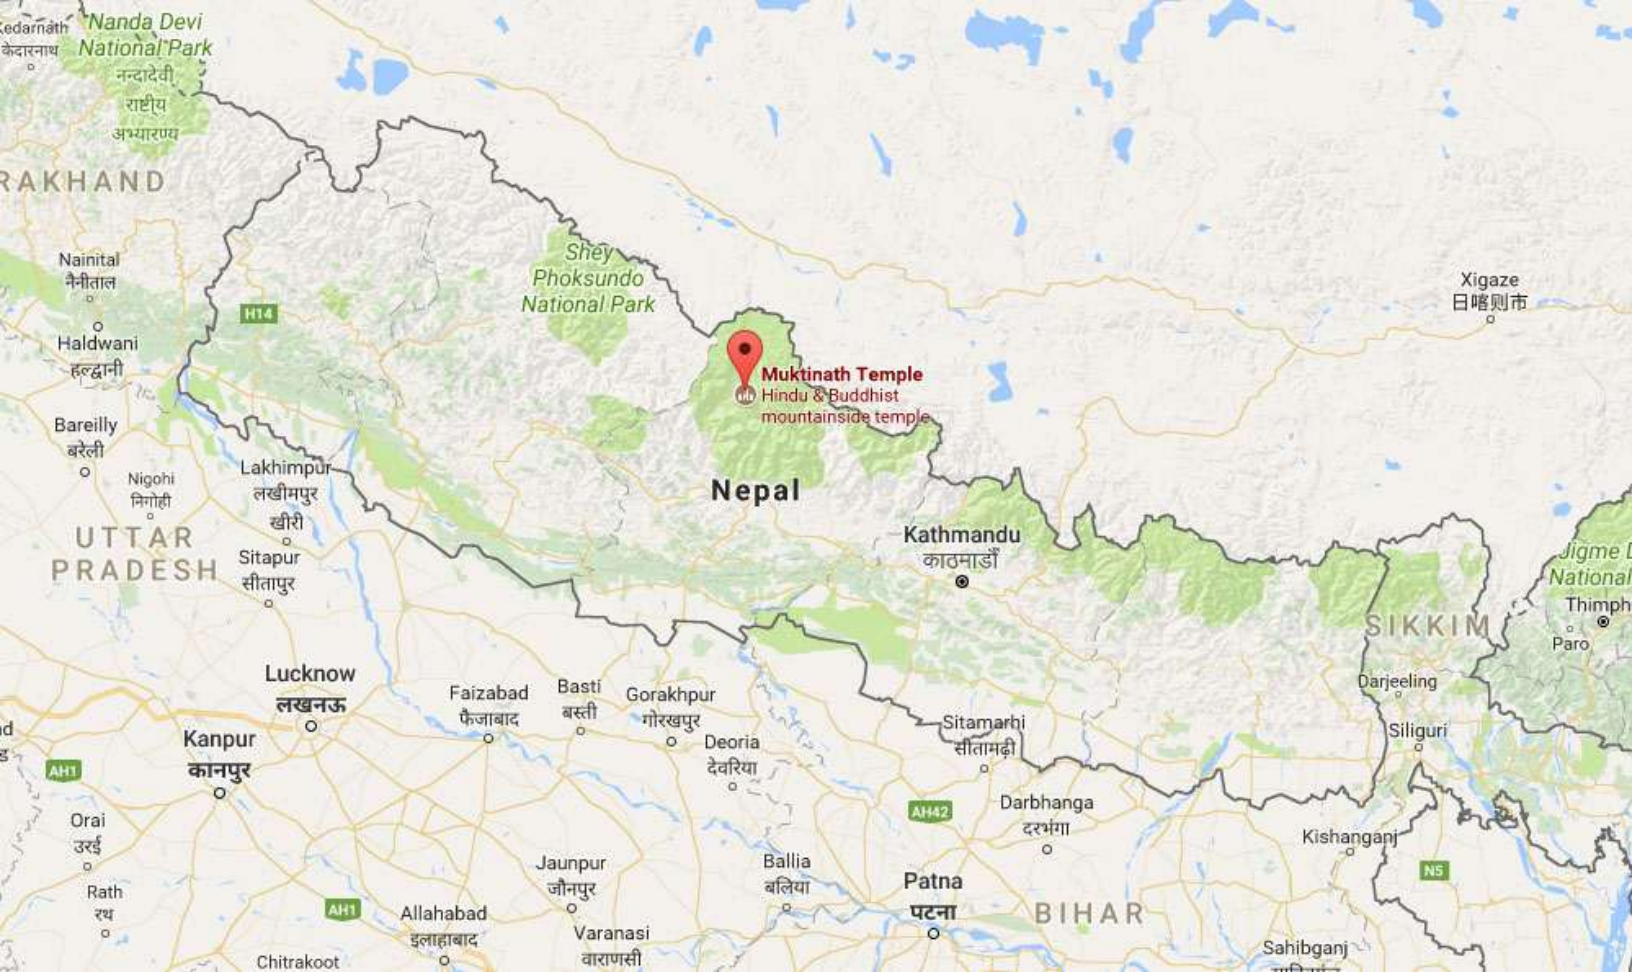 Kedarnath
केदारनाथ
Nanda Devi
National Park
नन्दादेवी
राष्ट्रीय
अभ्यारण्य
RAKHAND
Nainital
नैनीताल
Haldwani
हल्द्वानी
H14
Shey
Phoksundo
National Park
Xigaze
日喀则市
Muktinath Temple
Hindu & Buddhist
mountainside temple
Bareilly
बरेली
Nigohi
निगोही
Lakhimpur
लखीमपुर
खीरी
Nepal
Kathmandu
काठमाडौँ
UTTAR
PRADESH
Sitapur
सीतापुर
Jigme D
National
Thimph
Paro
SIKKIM
Darjeeling
Siliguri
Lucknow
लखनऊ
Faizabad
फैजाबाद
Basti
बस्ती
Gorakhpur
गोरखपुर
Sitamarhi
सीतामढ़ी
Kanpur
कानपुर
Deoria
देवरिया
AH1
AH42
Darbhanga
दरभंगा
Kishanganj
Orai
उरई
Jaunpur
जौनपुर
Ballia
बलिया
Patna
पटना
N5
BIHAR
Rath
रथ
AH1
Allahabad
इलाहाबाद
Varanasi
वाराणसी
Chitrakoot
Sahibganj